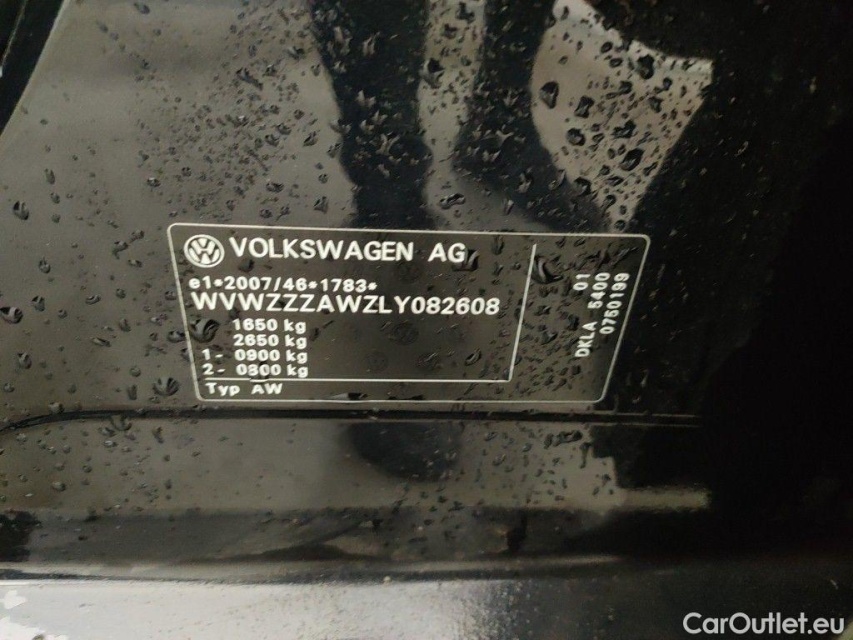 VOLKSWAGEN AG
e1*2007/46*1783*
WVWZZZAWZLY082608
1650 kg
2650 kg
1- 0900 kg
2- 0800 kg
Typ AW
01
DKLA 5400
0750199
CarOutlet.eu